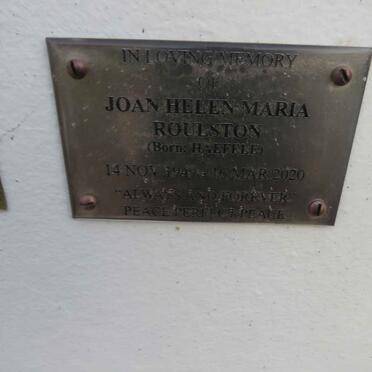 IN LOVING MEMORY
OF
JOAN HELEN MARIA
ROULSTON
(Born: HAEFELE)
14 NOV MAR 2020
"ALWAYS AND FOREVER"
PEACE PERFECT PEACE